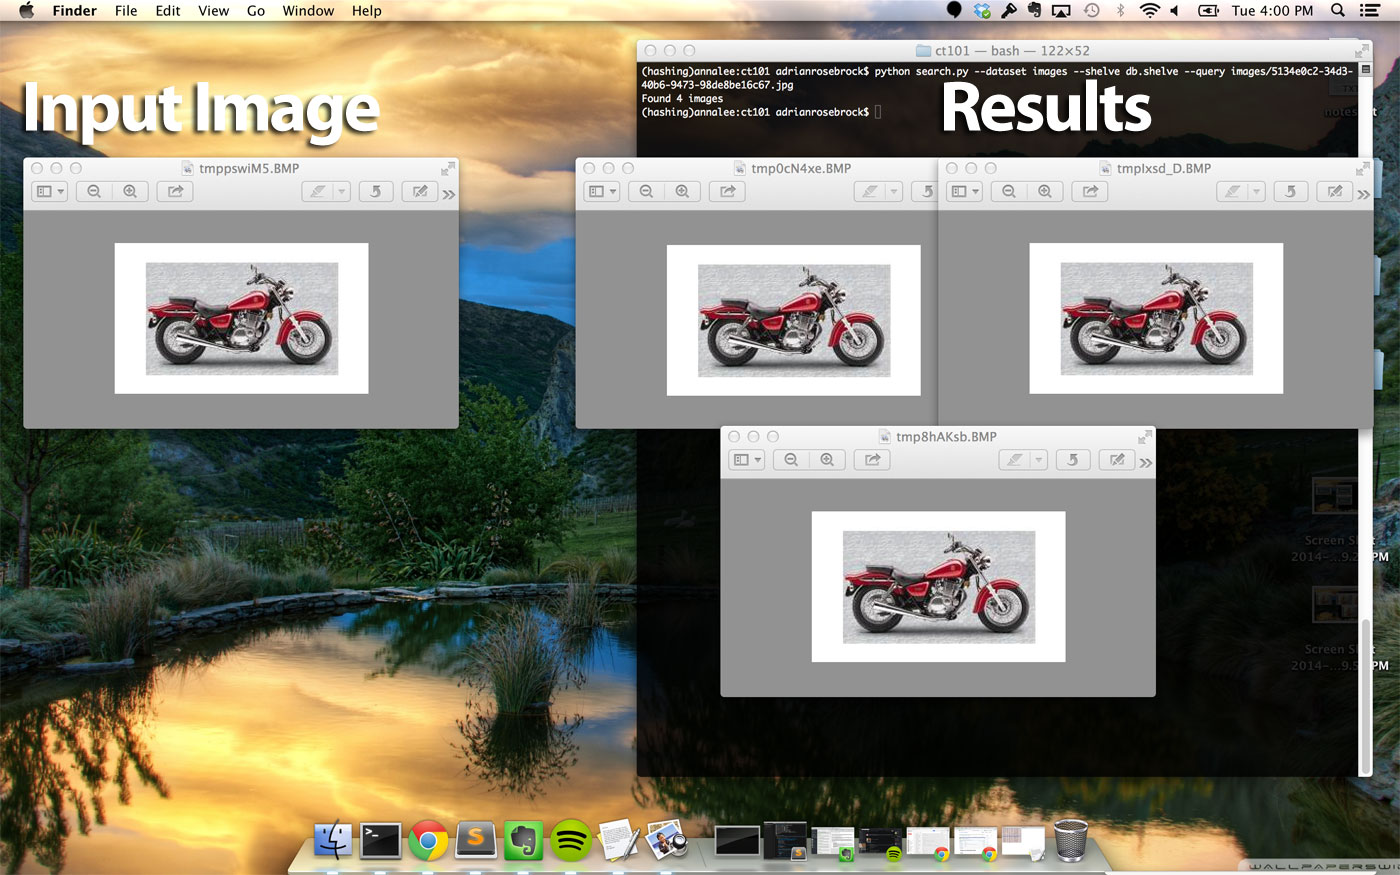 Finder File Edit View Go Window Help
Tue 4:00 PM
ct101 — bash — 122×52
(hashing)annalee:ct101 adrianrosebrock$ python search.py --dataset images --shelve db.shelve --query images/5134e0c2-34d3-
40b6-9473-98de8be16c67.jpg
Found 4 images
(hashing)annalee:ct101 adrianrosebrock$
Input Image
Results
tmppswiM5.BMP
tmp0cN4xe.BMP
tmplxsd_D.BMP
tmp8hAKsb.BMP
Screen
2014-...9.2 PM
Screen
2014-...9.5 PM